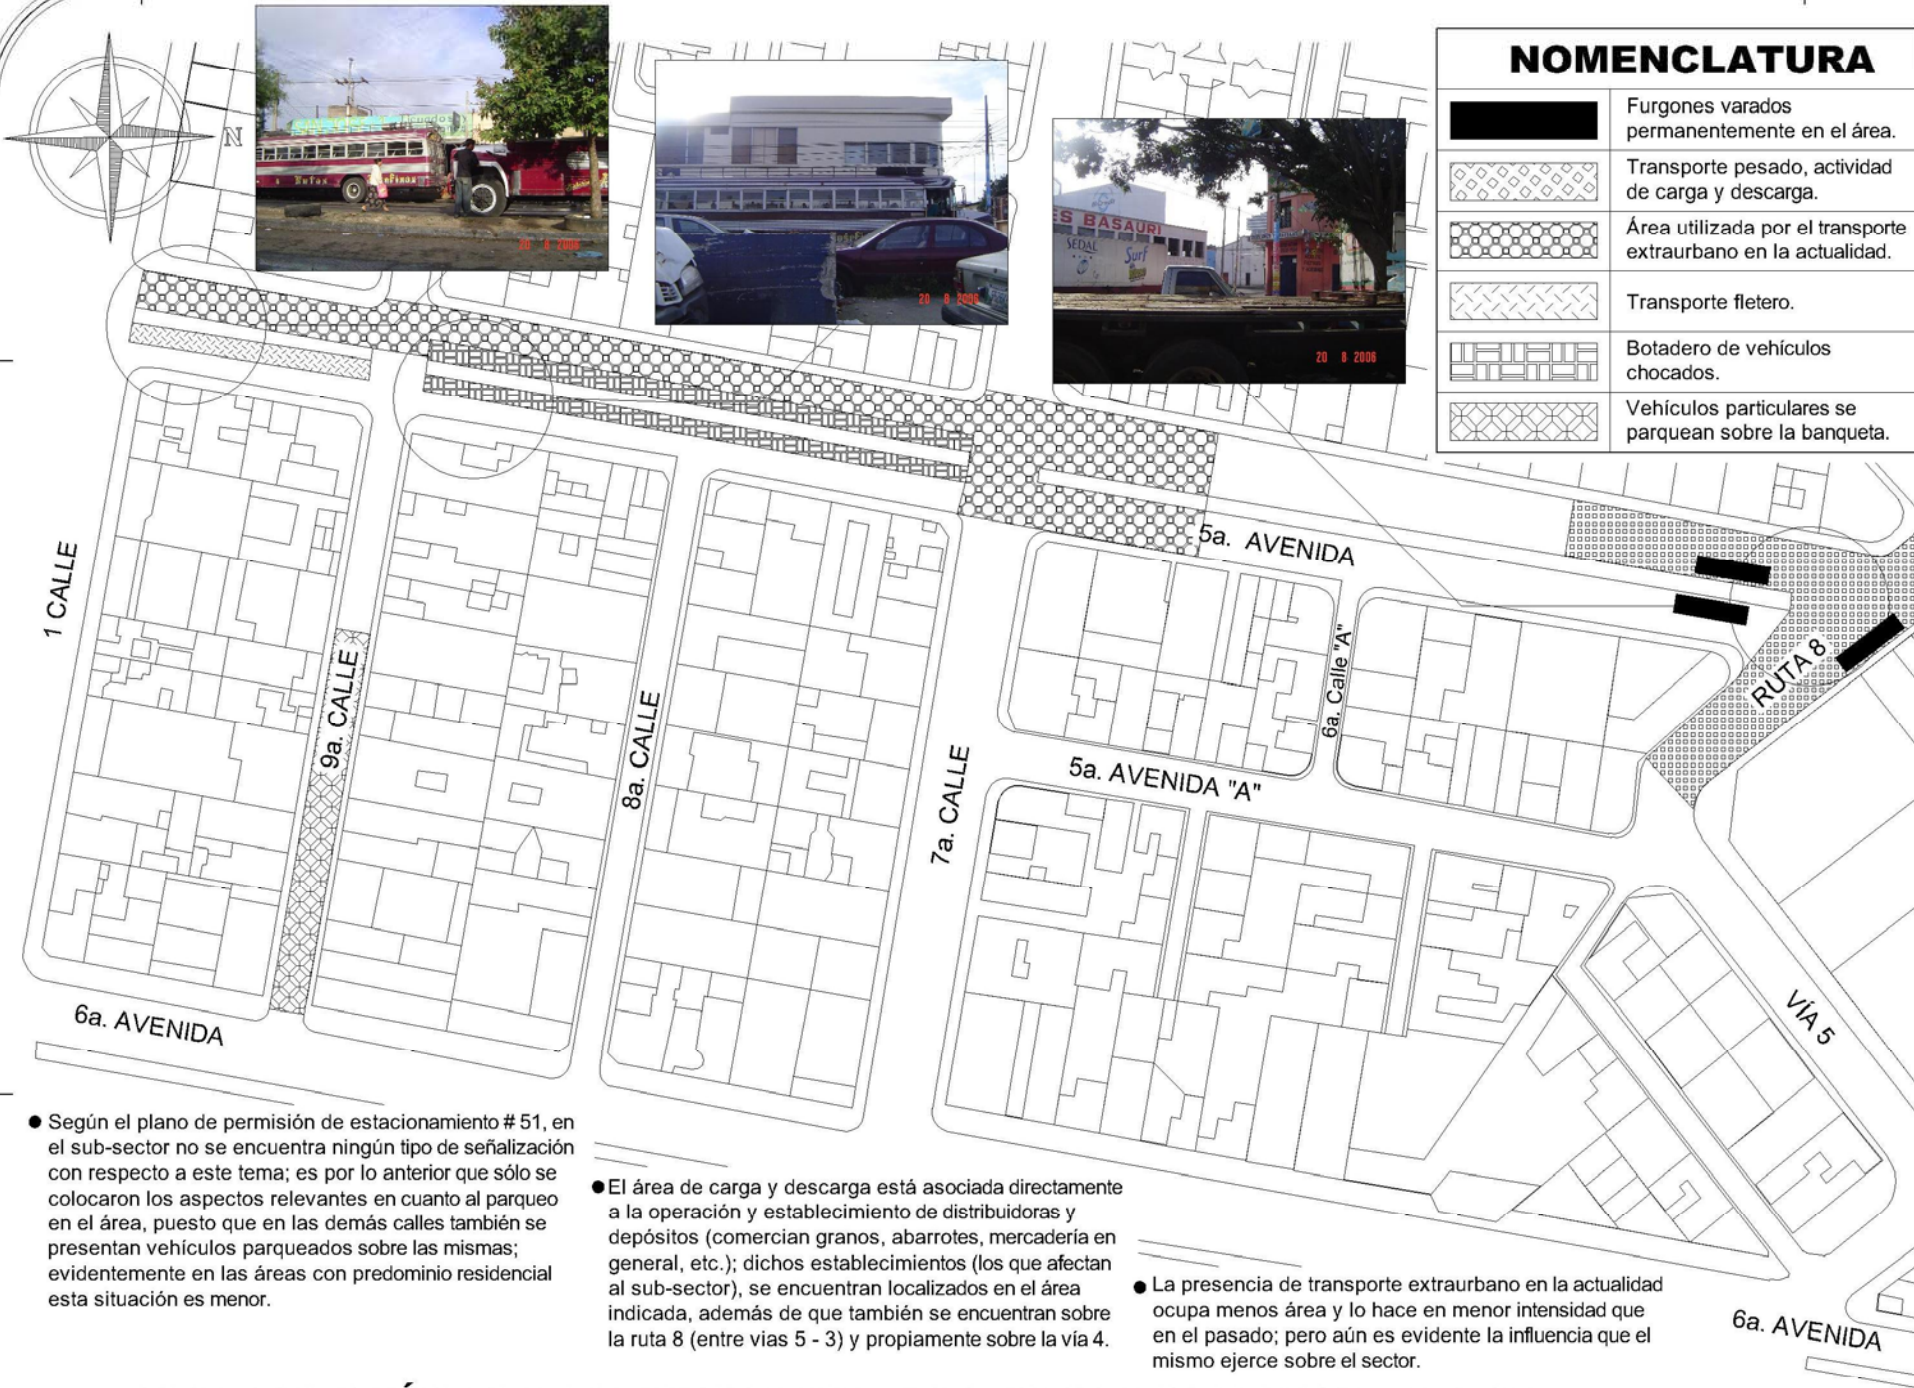 NOMENCLATURA
Furgones varados
permanentemente en el área.
Transporte pesado, actividad
de carga y descarga.
Área utilizada por el transporte
extraurbano en la actualidad.
Transporte fletero.
Botadero de vehículos
chocados.
Vehículos particulares se
parquean sobre la banqueta.
N
20 8 2006
20 8 2006
ES BASAURI
SEDAL
Surf
20 8 2006
5a. AVENIDA
1 CALLE
9a. CALLE
8a. CALLE
7a. CALLE
6a. Calle "A"
RUTA 8
5a. AVENIDA "A"
VÍA 5
6a. AVENIDA
6a. AVENIDA
● Según el plano de permisión de estacionamiento # 51, en
el sub-sector no se encuentra ningún tipo de señalización
con respecto a este tema; es por lo anterior que sólo se
colocaron los aspectos relevantes en cuanto al parqueo
en el área, puesto que en las demás calles también se
presentan vehículos parqueados sobre las mismas;
evidentemente en las áreas con predominio residencial
esta situación es menor.
● El área de carga y descarga está asociada directamente
a la operación y establecimiento de distribuidoras y
depósitos (comercian granos, abarrotes, mercadería en
general, etc.); dichos establecimientos (los que afectan
al sub-sector), se encuentran localizados en el área
indicada, además de que también se encuentran sobre
la ruta 8 (entre vias 5 - 3) y propiamente sobre la vía 4.
● La presencia de transporte extraurbano en la actualidad
ocupa menos área y lo hace en menor intensidad que
en el pasado; pero aún es evidente la influencia que el
mismo ejerce sobre el sector.